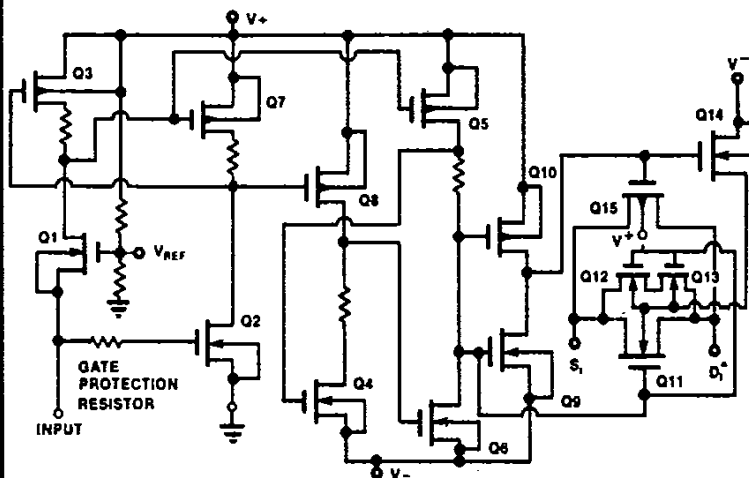 V+
Q3
Q7
Q5
V−
Q14
Q10
Q8
Q15
V+
Q1
VREF
Q12
Q13
Q2
S1
D1*
Q11
GATE
PROTECTION
RESISTOR
Q4
Q9
INPUT
Q6
V−